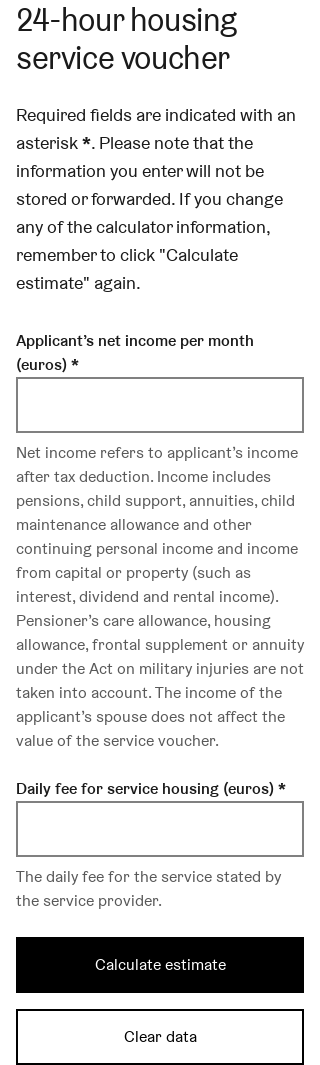 24-hour housing
service voucher
Required fields are indicated with an
asterisk *. Please note that the
information you enter will not be
stored or forwarded. If you change
any of the calculator information,
remember to click "Calculate
estimate" again.
Applicant's net income per month
(euros) *
Net income refers to applicant's income
after tax deduction. Income includes
pensions, child support, annuities, child
maintenance allowance and other
continuing personal income and income
from capital or property (such as
interest, dividend and rental income).
Pensioner's care allowance, housing
allowance, frontal supplement or annuity
under the Act on military injuries are not
taken into account. The income of the
applicant's spouse does not affect the
value of the service voucher.
Daily fee for service housing (euros) *
The daily fee for the service stated by
the service provider.
Calculate estimate
Clear data